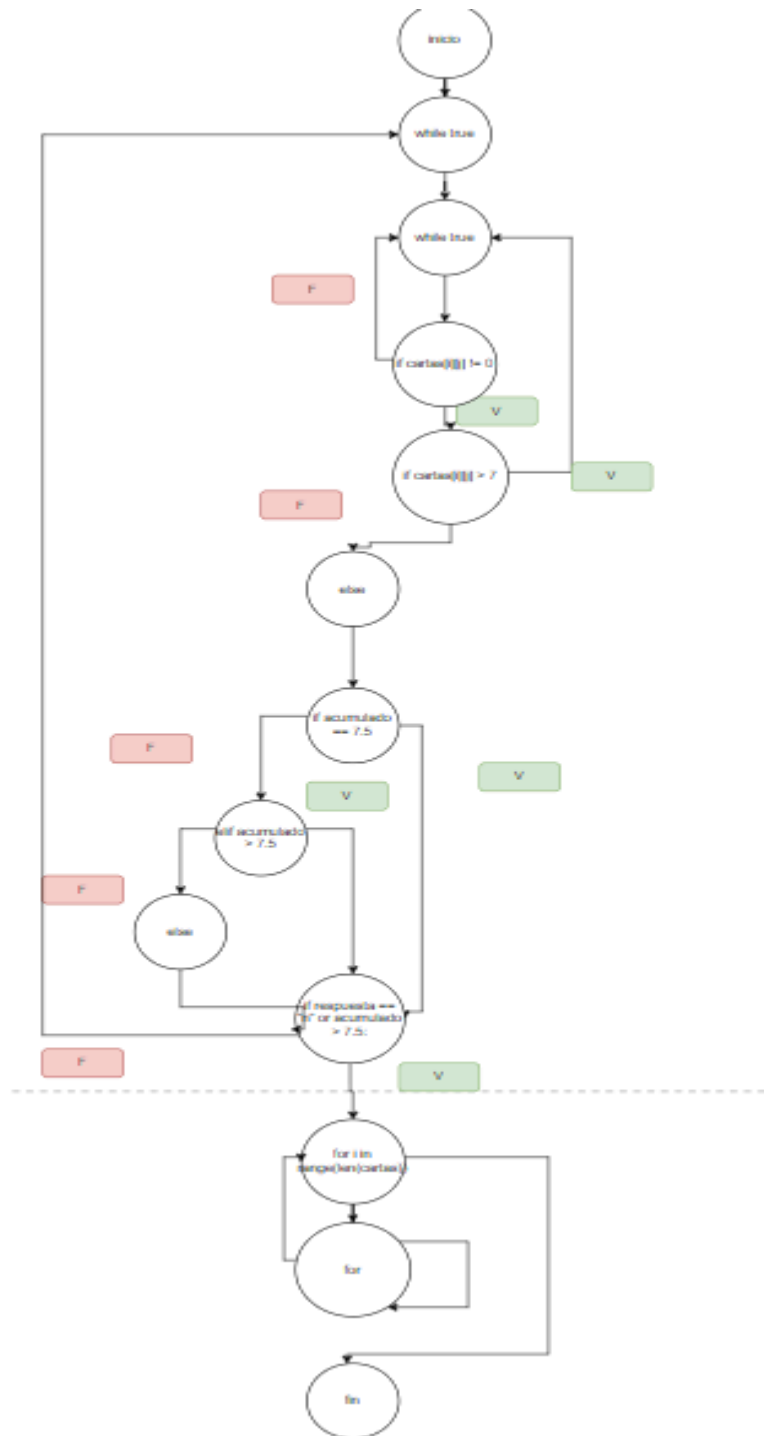 inicio
while true
while true
F
if cartas[i][j] != 0
V
if cartas[i][j] > 7
V
F
else
if acumulado
== 7.5
F
V
V
elif acumulado
> 7.5
F
else
if respuesta ==
"n" or acumulado
> 7.5:
F
V
for i in
range(len(cartas)
for
fin